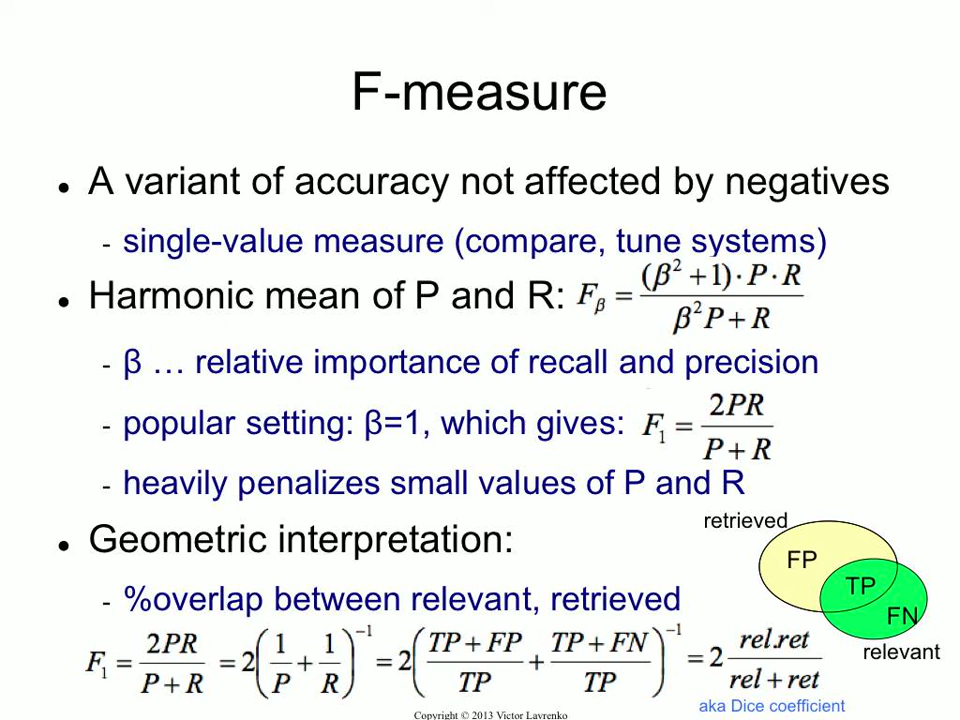 F-measure
● A variant of accuracy not affected by negatives
- single-value measure (compare, tune systems)
● Harmonic mean of P and R: F_β = (β² + 1)·P·R / β²P + R
- β … relative importance of recall and precision
- popular setting: β=1, which gives: F₁ = 2PR / P + R
- heavily penalizes small values of P and R
retrieved
● Geometric interpretation:
FP
TP
- %overlap between relevant, retrieved
FN
relevant
F₁ = 2PR / P + R = 2(1/P + 1/R)⁻¹ = 2(TP + FP / TP + TP + FN / TP)⁻¹ = 2 rel.ret / rel + ret
aka Dice coefficient
Copyright © 2013 Victor Lavrenko